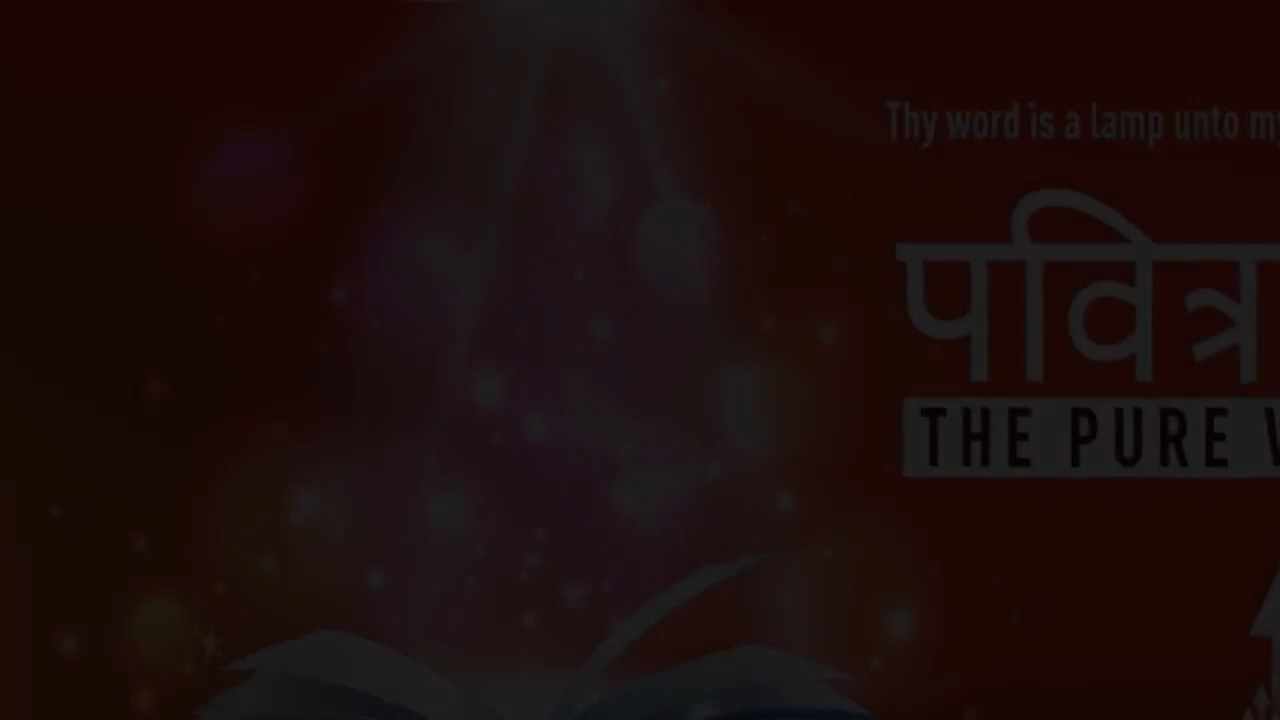 Thy word is a lamp unto
पवित्र
THE PURE